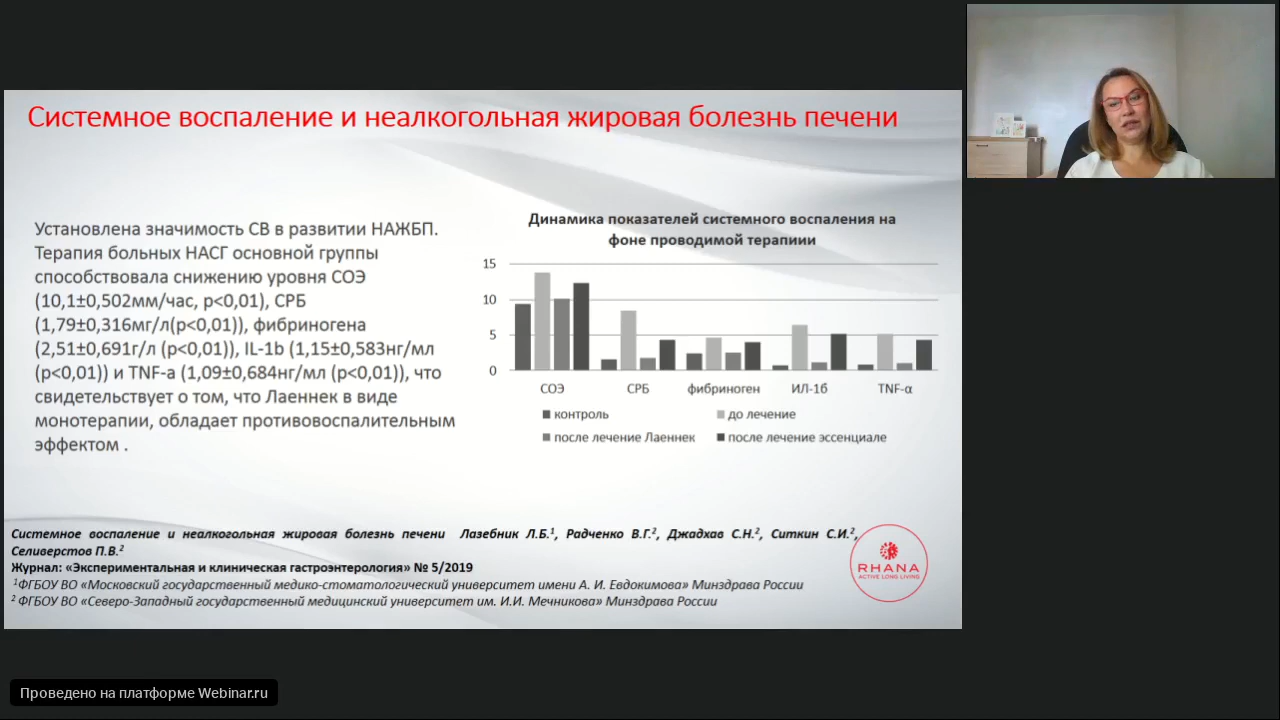 Системное воспаление и неалкогольная жировая болезнь печени
Установлена значимость СВ в развитии НАЖБП.
Терапия больных НАСГ основной группы
способствовала снижению уровня СОЭ
(10,1±0,502мм/час, p<0,01), СРБ
(1,79±0,316мг/л(p<0,01)), фибриногена
(2,51±0,691г/л (p<0,01)), IL-1b (1,15±0,583нг/мл
(p<0,01)) и TNF-a (1,09±0,684нг/мл (p<0,01)), что
свидетельствует о том, что Лаеннек в виде
монотерапии, обладает противовоспалительным
эффектом .
Динамика показателей системного воспаления на
фоне проводимой терапиии
15
10
5
0
СОЭ СРБ фибриноген ИЛ-1б TNF-α
контроль до лечение
после лечение Лаеннек после лечение эссенциале
Системное воспаление и неалкогольная жировая болезнь печени Лазебник Л.Б.¹, Радченко В.Г.², Джадхав С.Н.², Ситкин С.И.²,
Селиверстов П.В.²
Журнал: «Экспериментальная и клиническая гастроэнтерология» № 5/2019
¹ФГБОУ ВО «Московский государственный медико-стоматологический университет имени А. И. Евдокимова» Минздрава России
² ФГБОУ ВО «Северо-Западный государственный медицинский университет им. И.И. Мечникова» Минздрава России
RHANA
ACTIVE LONG LIVING
Проведено на платформе Webinar.ru